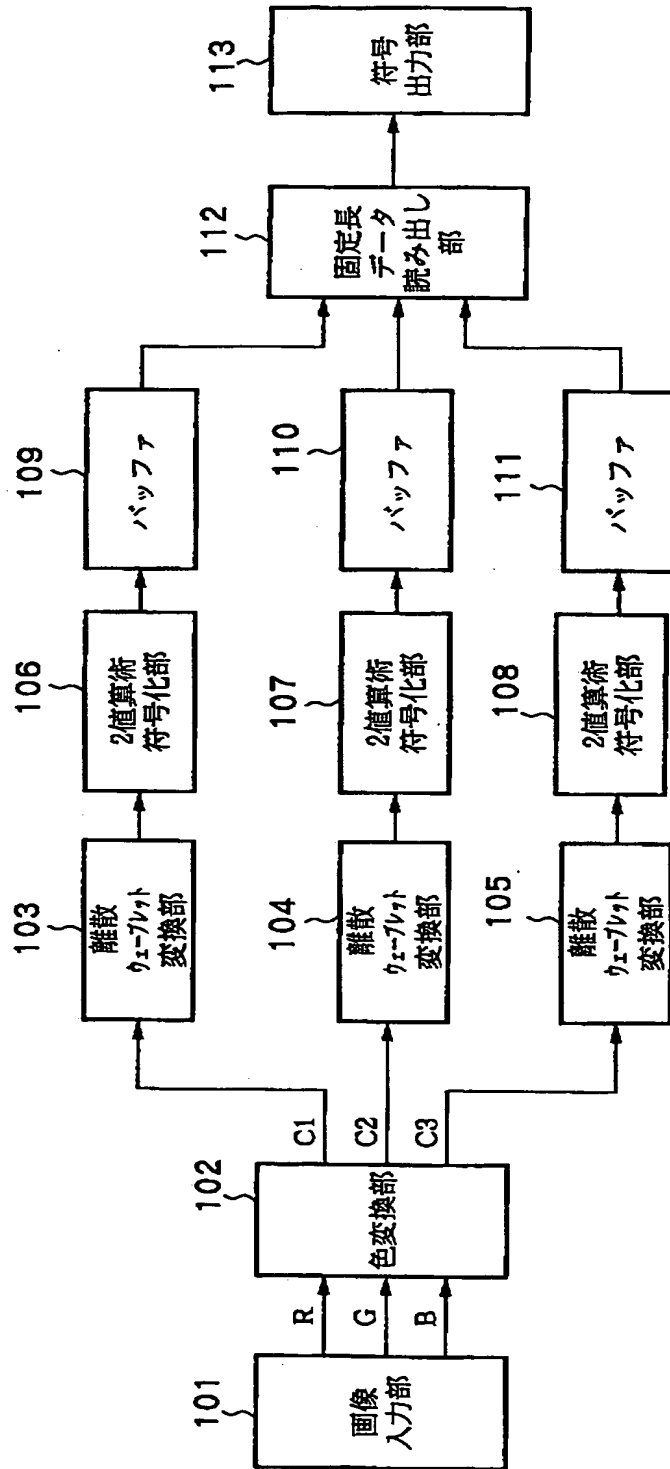 101
画像
入力部
R
G
B
102
色変換部
C1
C2
C3
103
離散
ウェーブレット
変換部
106
2値算術
符号化部
109
バッファ
104
離散
ウェーブレット
変換部
107
2値算術
符号化部
110
バッファ
105
離散
ウェーブレット
変換部
108
2値算術
符号化部
111
バッファ
112
固定長
データ
読み出し
部
113
符号
出力部